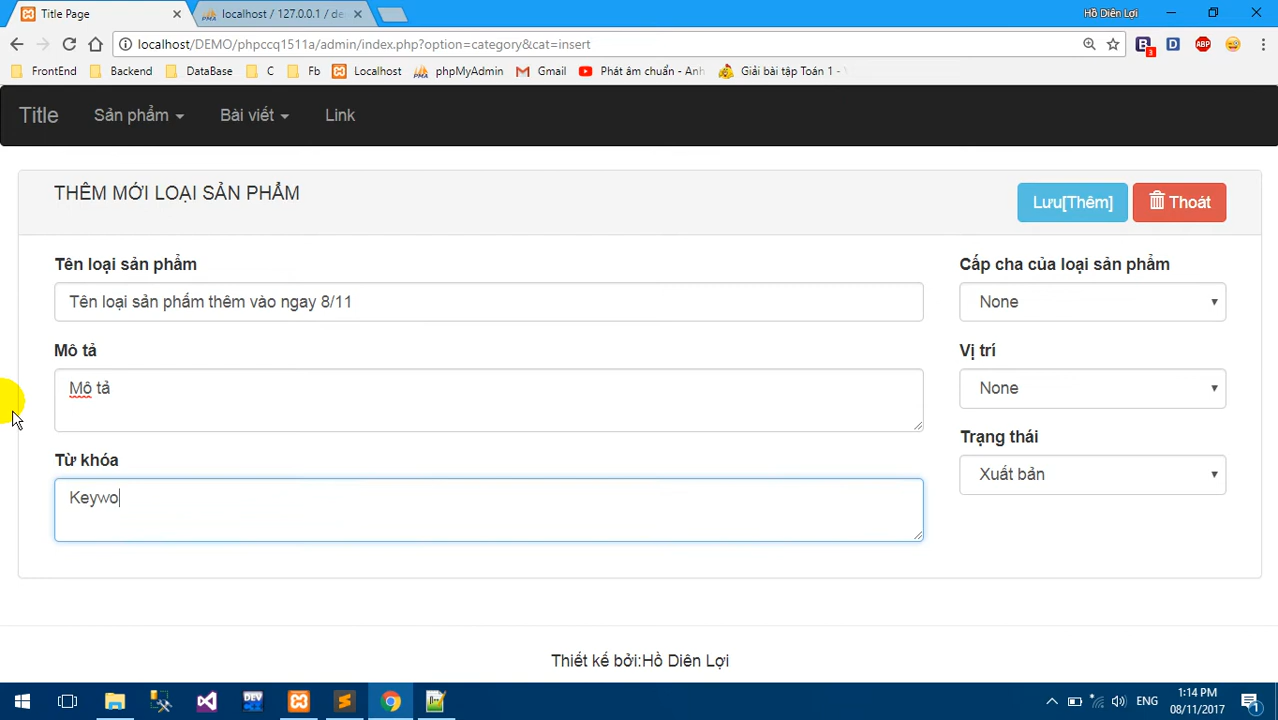 Title Page
localhost / 127.0.0.1 / de
Hồ Diên Lợi
localhost/DEMO/phpccq1511a/admin/index.php?option=category&cat=insert
FrontEnd
Backend
DataBase
C
Fb
Localhost
phpMyAdmin
Gmail
Phát âm chuẩn - Anh
Giải bài tập Toán 1 -
Title
Sản phẩm
Bài viết
Link
THÊM MỚI LOẠI SẢN PHẨM
Lưu[Thêm]
Thoát
Tên loại sản phẩm
Tên loại sản phẩm thêm vào ngay 8/11
Cấp cha của loại sản phẩm
None
Mô tả
Mô tả
Vị trí
None
Từ khóa
Keywo
Trạng thái
Xuất bản
Thiết kế bởi:Hồ Diên Lợi
ENG
1:14 PM
08/11/2017